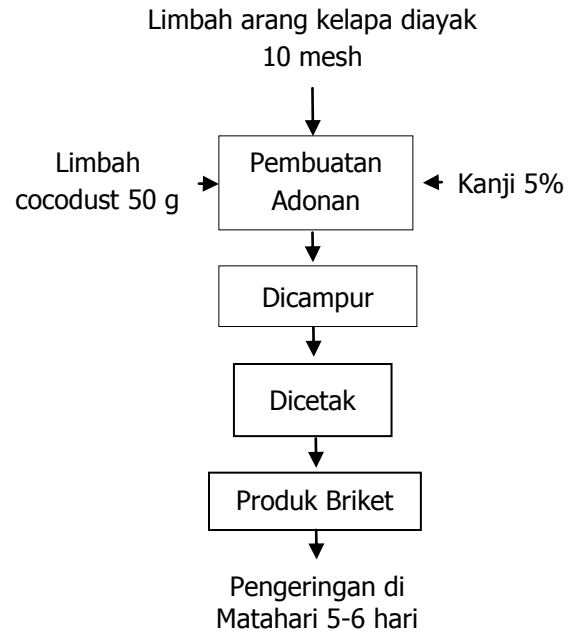 Limbah arang kelapa diayak
10 mesh
Limbah
cocodust 50 g
Pembuatan
Adonan
Kanji 5%
Dicampur
Dicetak
Produk Briket
Pengeringan di
Matahari 5-6 hari